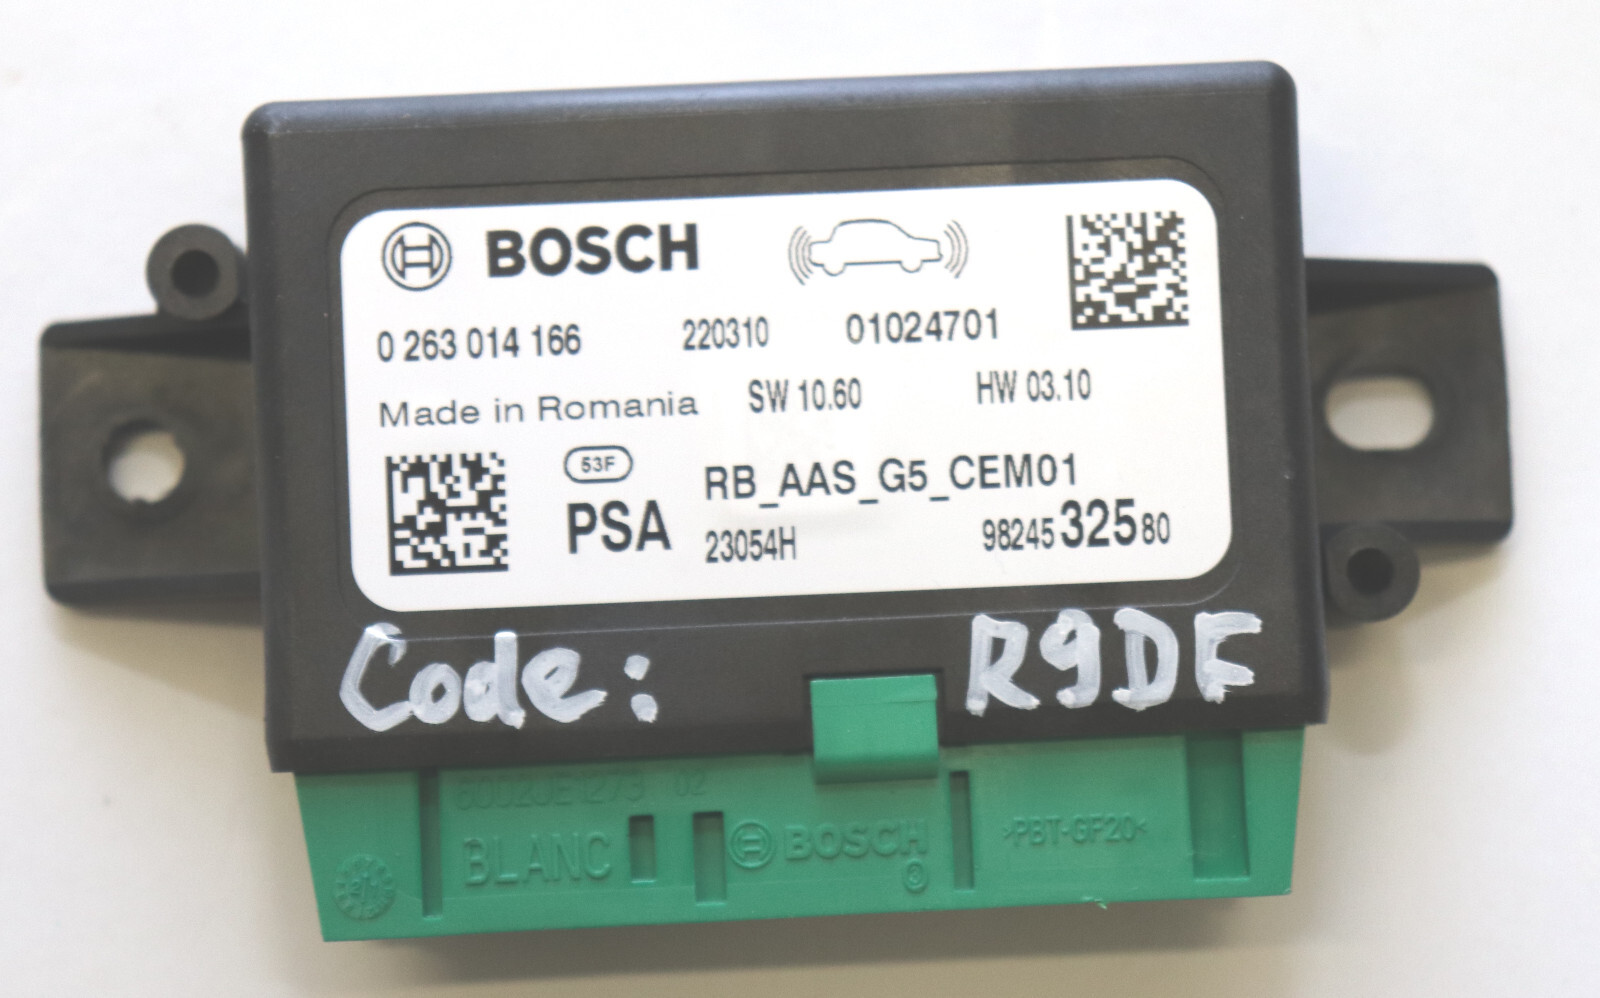 BOSCH
0 263 014 166 220310 01024701
Made in Romania SW 10.60 HW 03.10
53F
PSA RB_AAS_G5_CEM01
23054H 98245 325 80
Code: R9DF
02
BLANC BOSCH >PBT-GF20<